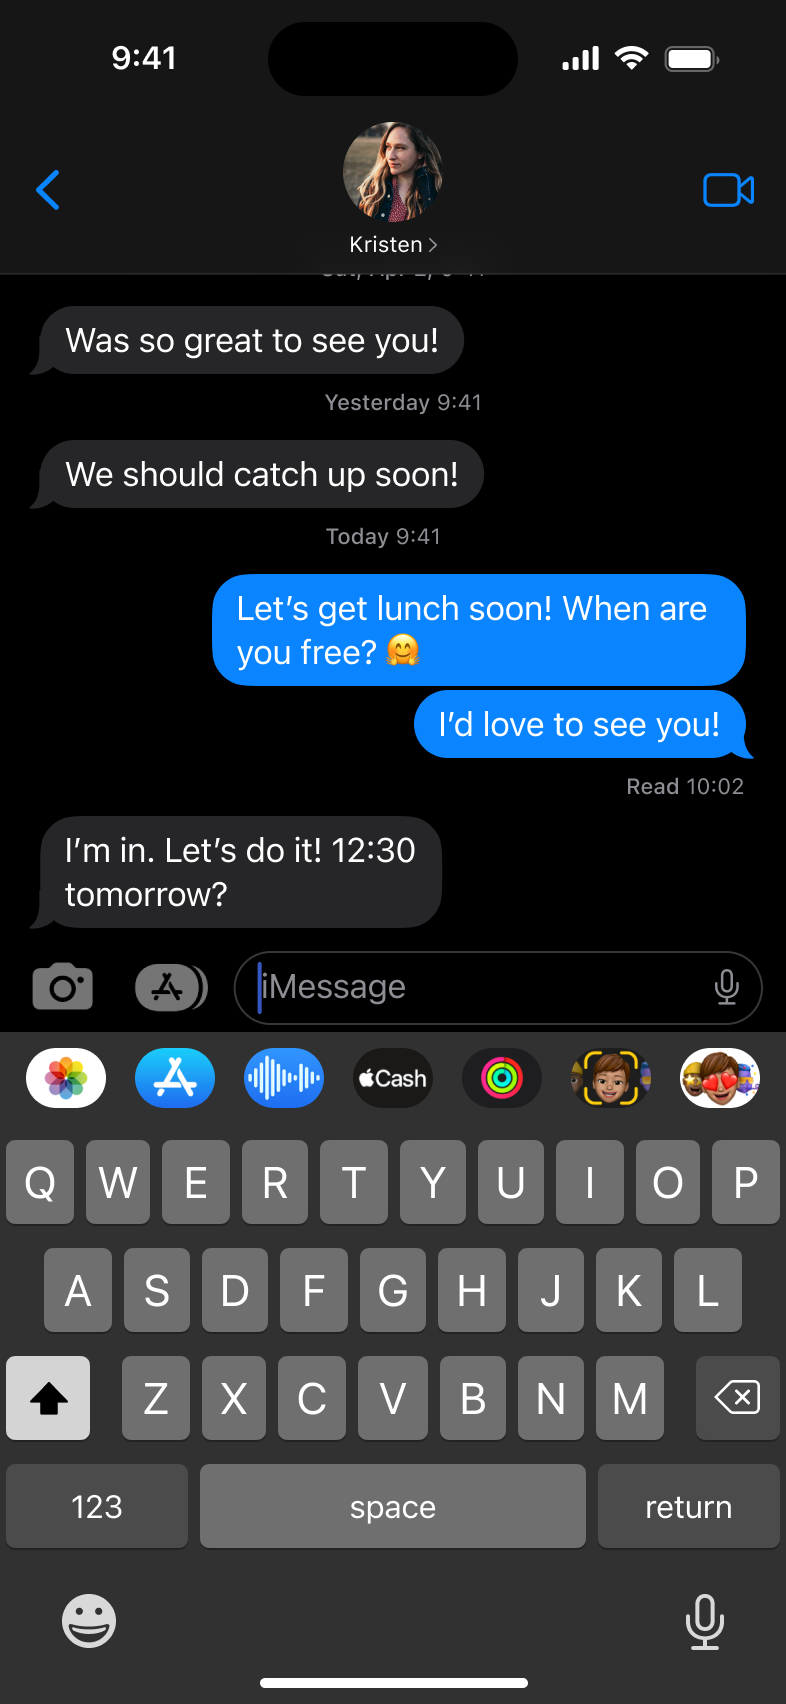 9:41
Kristen
Was so great to see you!
Yesterday 9:41
We should catch up soon!
Today 9:41
Let’s get lunch soon! When are
you free? 🤗
I’d love to see you!
Read 10:02
I’m in. Let’s do it! 12:30
tomorrow?
iMessage
Cash
Q W E R T Y U I O P
A S D F G H J K L
Z X C V B N M
123 space return